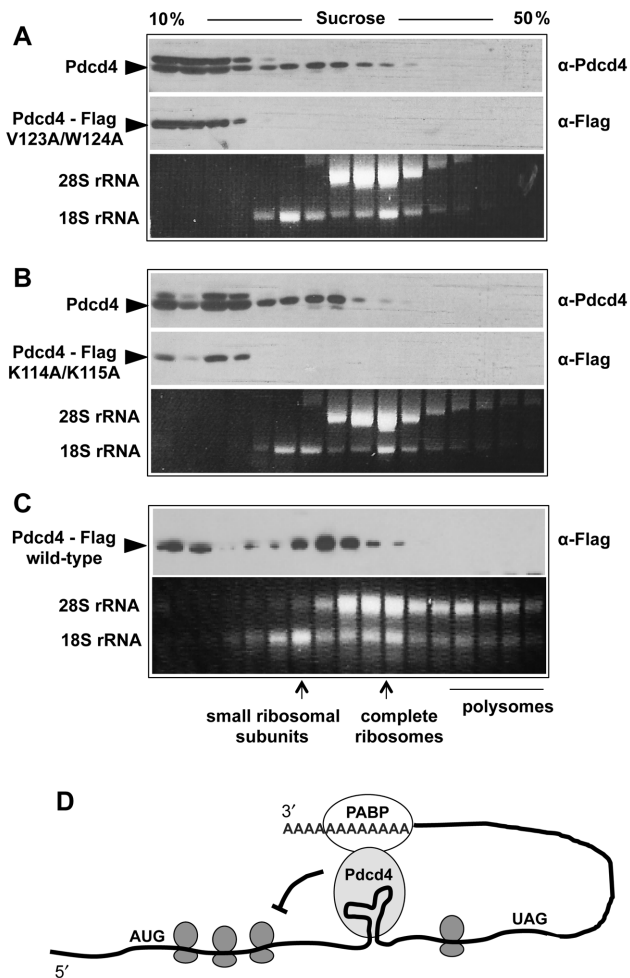 10% Sucrose 50%
A
Pdcd4 α-Pdcd4
Pdcd4 - Flag α-Flag
V123A/W124A
28S rRNA
18S rRNA
B
Pdcd4 α-Pdcd4
Pdcd4 - Flag α-Flag
K114A/K115A
28S rRNA
18S rRNA
C
Pdcd4 - Flag α-Flag
wild-type
28S rRNA
18S rRNA
small ribosomal complete polysomes
subunits ribosomes
D
3′ PABP
AAAAAAAAAAAAA
Pdcd4
AUG UAG
5′